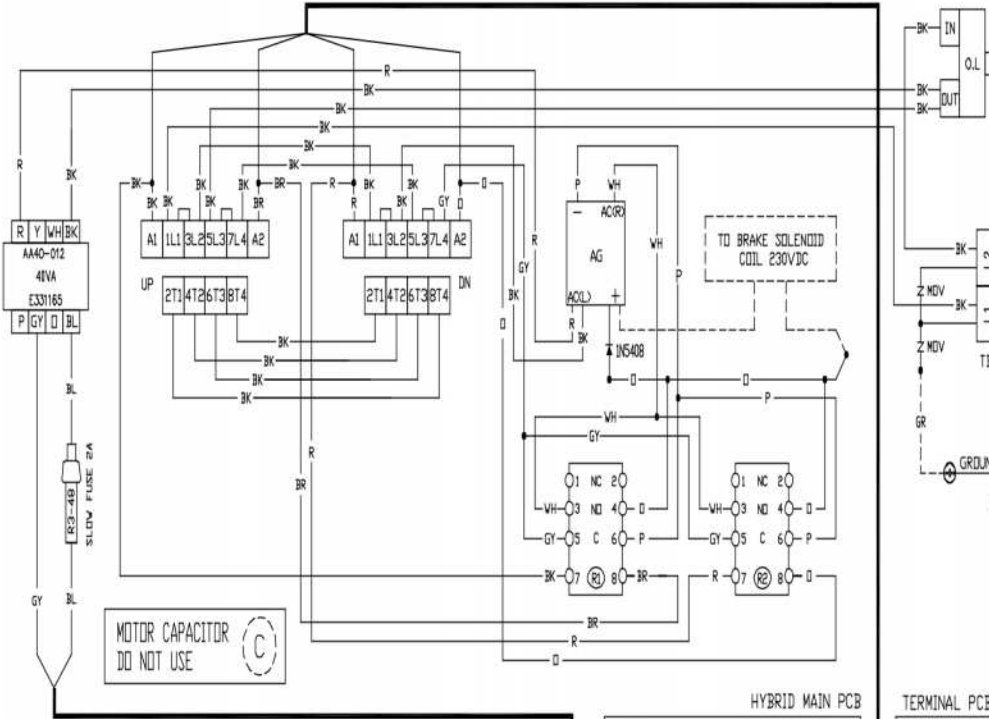 BK IN
O.L
R
BK
BK OUT
BK BK
BK
BK
BK
R BK
BK BK BK BK BK BR R BK BK GY O O
BK BR R
A1 1L1 3L2 5L3 7L4 A2
A1 1L1 3L2 5L3 7L4 A2
UP
2T1 4T2 6T3 8T4
DN
2T1 4T2 6T3 8T4
BK
BK
BK
BK
R Y WH BK
AA40-012
40VA
E331165
P GY O BL
BL
R3-48
SLOW FUSE 2A
GY BL
P WH
- AC(R)
AG
AC(L) +
R BK
R
GY
BK
O
WH
P
TO BRAKE SOLENOID
COIL 230VDC
1N5408
O O
P
WH
GY
1 NC 2
WH 3 NO 4 O
GY 5 C 6 P
BK 7 R1 8 BR
1 NC 2
WH 3 NO 4 O
GY 5 C 6 P
R 7 R2 8 O
BR
R
BR
R
O
BK L2
Z MOV
BK L1
Z MOV
GR
GROUN
MOTOR CAPACITOR
DO NOT USE
C
HYBRID MAIN PCB
TERMINAL PCB